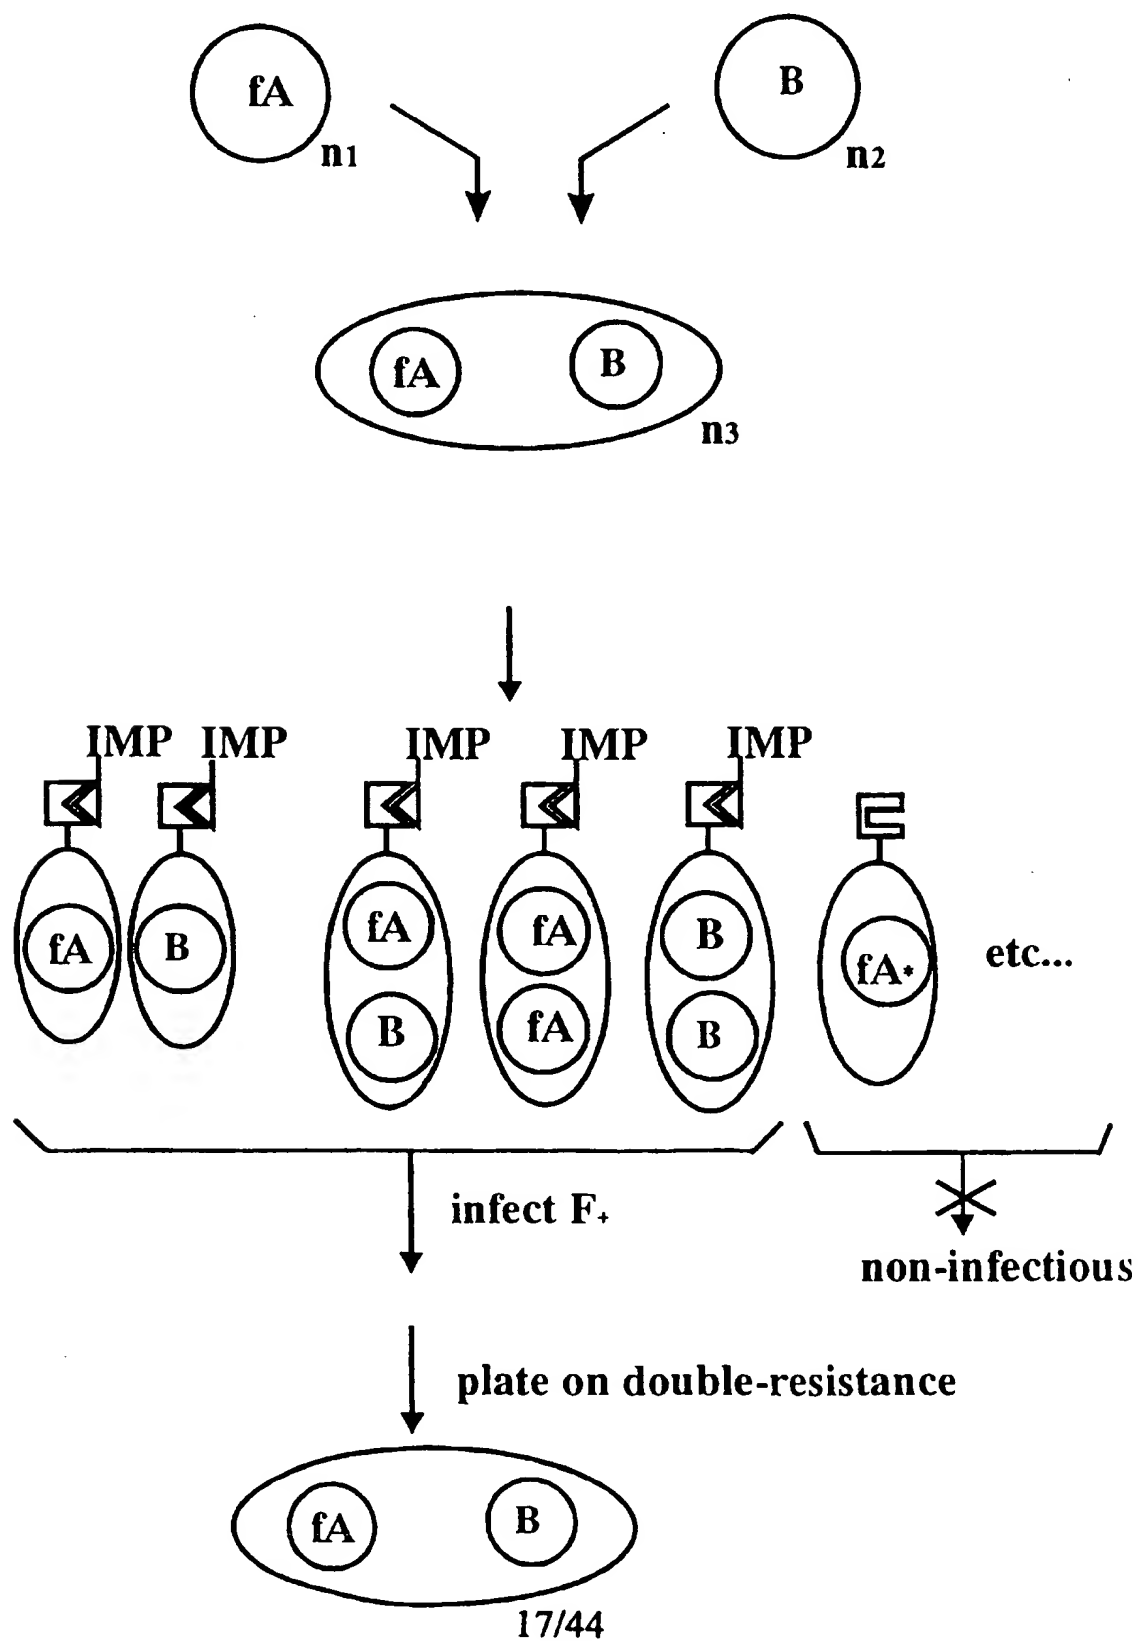 fA
B
n1
n2
fA
B
n3
IMP IMP IMP IMP IMP
fA B fA fA B fA* etc...
B fA B
infect F+
non-infectious
plate on double-resistance
fA
B
17/44